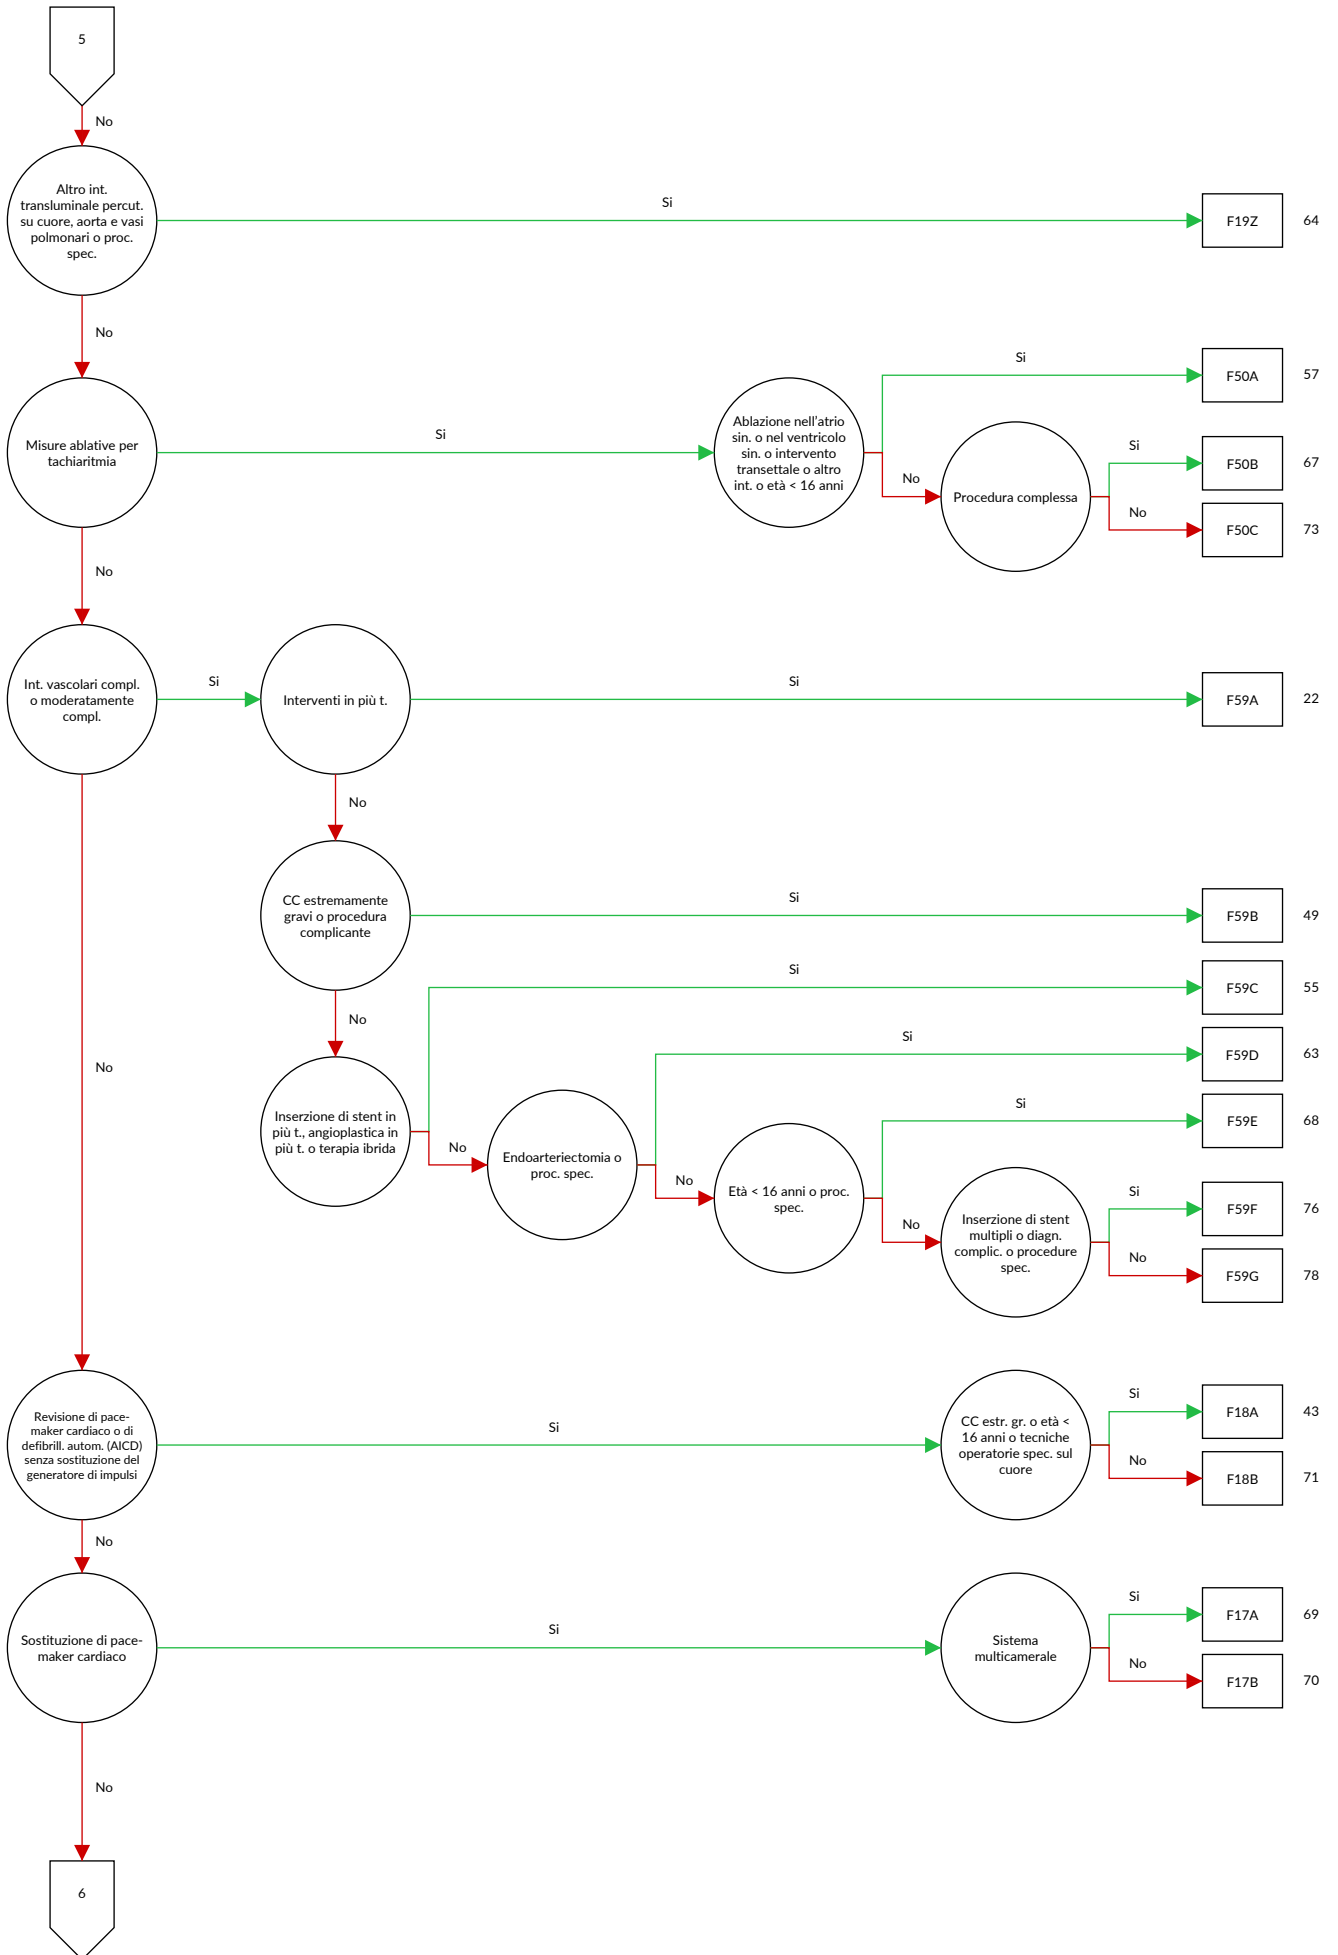 5
No
Altro int.
transluminale percut.
su cuore, aorta e vasi
polmonari o proc.
spec.
Si
F19Z
64
No
Misure ablative per
tachiaritmia
Si
Ablazione nell'atrio
sin. o nel ventricolo
sin. o intervento
transettale o altro
int. o età < 16 anni
Si
F50A
57
No
Procedura complessa
Si
F50B
67
No
F50C
73
No
Int. vascolari compl.
o moderatamente
compl.
Si
Interventi in più t.
Si
F59A
22
No
CC estremamente
gravi o procedura
complicante
Si
F59B
49
No
Inserzione di stent in
più t., angioplastica in
più t. o terapia ibrida
Si
F59C
55
No
Endoarteriectomia o
proc. spec.
Si
F59D
63
No
Età < 16 anni o proc.
spec.
Si
F59E
68
No
Inserzione di stent
multipli o diagn.
complic. o procedure
spec.
Si
F59F
76
No
F59G
78
No
Revisione di pace-
maker cardiaco o di
defibrill. autom. (AICD)
senza sostituzione del
generatore di impulsi
Si
CC estr. gr. o età <
16 anni o tecniche
operatorie spec. sul
cuore
Si
F18A
43
No
F18B
71
No
Sostituzione di pace-
maker cardiaco
Si
Sistema
multicamerale
Si
F17A
69
No
F17B
70
No
6